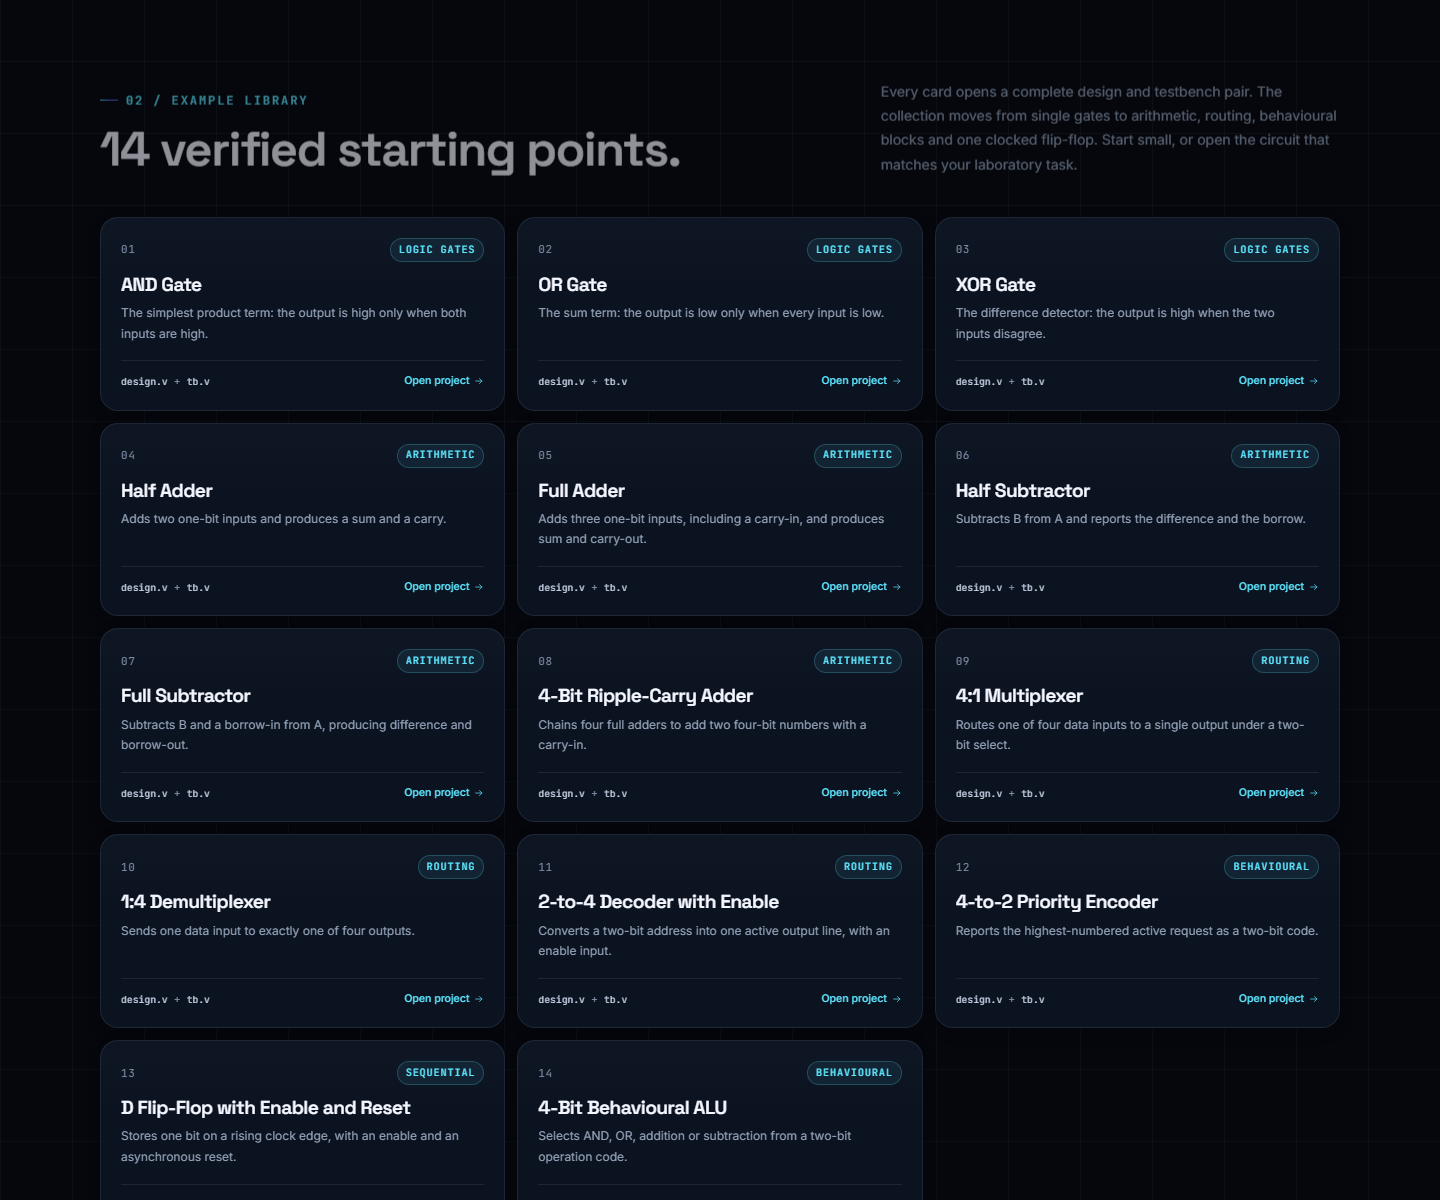 02 / EXAMPLE LIBRARY
14 verified starting points.
Every card opens a complete design and testbench pair. The
collection moves from single gates to arithmetic, routing, behavioural
blocks and one clocked flip-flop. Start small, or open the circuit that
matches your laboratory task.
01
LOGIC GATES
AND Gate
The simplest product term: the output is high only when both
inputs are high.
design.v + tb.v
Open project →
02
LOGIC GATES
OR Gate
The sum term: the output is low only when every input is low.
design.v + tb.v
Open project →
03
LOGIC GATES
XOR Gate
The difference detector: the output is high when the two
inputs disagree.
design.v + tb.v
Open project →
04
ARITHMETIC
Half Adder
Adds two one-bit inputs and produces a sum and a carry.
design.v + tb.v
Open project →
05
ARITHMETIC
Full Adder
Adds three one-bit inputs, including a carry-in, and produces
sum and carry-out.
design.v + tb.v
Open project →
06
ARITHMETIC
Half Subtractor
Subtracts B from A and reports the difference and the borrow.
design.v + tb.v
Open project →
07
ARITHMETIC
Full Subtractor
Subtracts B and a borrow-in from A, producing difference and
borrow-out.
design.v + tb.v
Open project →
08
ARITHMETIC
4-Bit Ripple-Carry Adder
Chains four full adders to add two four-bit numbers with a
carry-in.
design.v + tb.v
Open project →
09
ROUTING
4:1 Multiplexer
Routes one of four data inputs to a single output under a two-
bit select.
design.v + tb.v
Open project →
10
ROUTING
1:4 Demultiplexer
Sends one data input to exactly one of four outputs.
design.v + tb.v
Open project →
11
ROUTING
2-to-4 Decoder with Enable
Converts a two-bit address into one active output line, with an
enable input.
design.v + tb.v
Open project →
12
BEHAVIOURAL
4-to-2 Priority Encoder
Reports the highest-numbered active request as a two-bit code.
design.v + tb.v
Open project →
13
SEQUENTIAL
D Flip-Flop with Enable and Reset
Stores one bit on a rising clock edge, with an enable and an
asynchronous reset.
14
BEHAVIOURAL
4-Bit Behavioural ALU
Selects AND, OR, addition or subtraction from a two-bit
operation code.